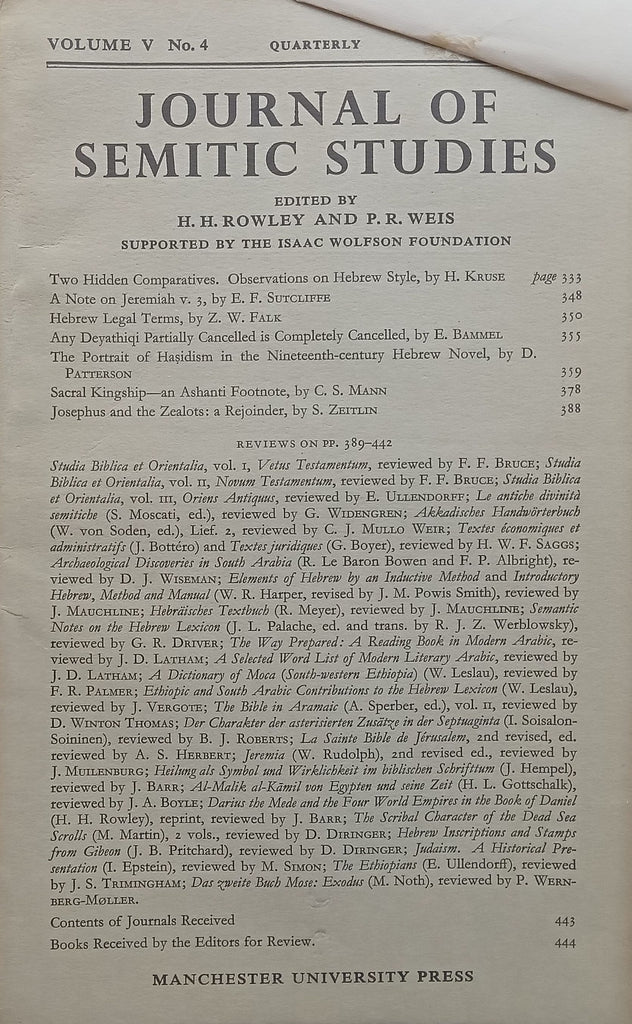 VOLUME V No. 4 QUARTERLY
JOURNAL OF
SEMITIC STUDIES
EDITED BY
H. H. ROWLEY AND P. R. WEIS
SUPPORTED BY THE ISAAC WOLFSON FOUNDATION
Two Hidden Comparatives. Observations on Hebrew Style, by H. KRUSE page 333
A Note on Jeremiah v. 3, by E. F. SUTCLIFFE 348
Hebrew Legal Terms, by Z. W. FALK 350
Any Deyathiqi Partially Cancelled is Completely Cancelled, by E. BAMMEL 355
The Portrait of Haṣidism in the Nineteenth-century Hebrew Novel, by D.
PATTERSON 359
Sacral Kingship—an Ashanti Footnote, by C. S. MANN 378
Josephus and the Zealots: a Rejoinder, by S. ZEITLIN 388
REVIEWS ON PP. 389–442
Studia Biblica et Orientalia, vol. I, Vetus Testamentum, reviewed by F. F. BRUCE; Studia
Biblica et Orientalia, vol. II, Novum Testamentum, reviewed by F. F. BRUCE; Studia Biblica
et Orientalia, vol. III, Oriens Antiquus, reviewed by E. ULLENDORFF; Le antiche divinità
semitiche (S. Moscati, ed.), reviewed by G. WIDENGREN; Akkadisches Handwörterbuch
(W. von Soden, ed.), Lief. 2, reviewed by C. J. MULLO WEIR; Textes économiques et
administratifs (J. Bottéro) and Textes juridiques (G. Boyer), reviewed by H. W. F. SAGGS;
Archaeological Discoveries in South Arabia (R. Le Baron Bowen and F. P. Albright), re-
viewed by D. J. WISEMAN; Elements of Hebrew by an Inductive Method and Introductory
Hebrew, Method and Manual (W. R. Harper, revised by J. M. Powis Smith), reviewed by
J. MAUCHLINE; Hebräisches Textbuch (R. Meyer), reviewed by J. MAUCHLINE; Semantic
Notes on the Hebrew Lexicon (J. L. Palache, ed. and trans. by R. J. Z. Werblowsky),
reviewed by G. R. DRIVER; The Way Prepared: A Reading Book in Modern Arabic, re-
viewed by J. D. LATHAM; A Selected Word List of Modern Literary Arabic, reviewed by
J. D. LATHAM; A Dictionary of Moca (South-western Ethiopia) (W. Leslau), reviewed by
F. R. PALMER; Ethiopic and South Arabic Contributions to the Hebrew Lexicon (W. Leslau),
reviewed by J. VERGOTE; The Bible in Aramaic (A. Sperber, ed.), vol. II, reviewed by
D. WINTON THOMAS; Der Charakter der asterisierten Zusätze in der Septuaginta (I. Soisalon-
Soininen), reviewed by B. J. ROBERTS; La Sainte Bible de Jérusalem, 2nd revised, ed.
reviewed by A. S. HERBERT; Jeremia (W. Rudolph), 2nd revised ed., reviewed by
J. MUILENBURG; Heilung als Symbol und Wirklichkeit im biblischen Schrifttum (J. Hempel),
reviewed by J. BARR; Al-Malik al-Kāmil von Egypten und seine Zeit (H. L. Gottschalk),
reviewed by J. A. BOYLE; Darius the Mede and the Four World Empires in the Book of Daniel
(H. H. Rowley), reprint, reviewed by J. BARR; The Scribal Character of the Dead Sea
Scrolls (M. Martin), 2 vols., reviewed by D. DIRINGER; Hebrew Inscriptions and Stamps
from Gibeon (J. B. Pritchard), reviewed by D. DIRINGER; Judaism. A Historical Pre-
sentation (I. Epstein), reviewed by M. SIMON; The Ethiopians (E. Ullendorff), reviewed
by J. S. TRIMINGHAM; Das zweite Buch Mose: Exodus (M. Noth), reviewed by P. WERN-
BERG-MØLLER.
Contents of Journals Received 443
Books Received by the Editors for Review. 444
MANCHESTER UNIVERSITY PRESS